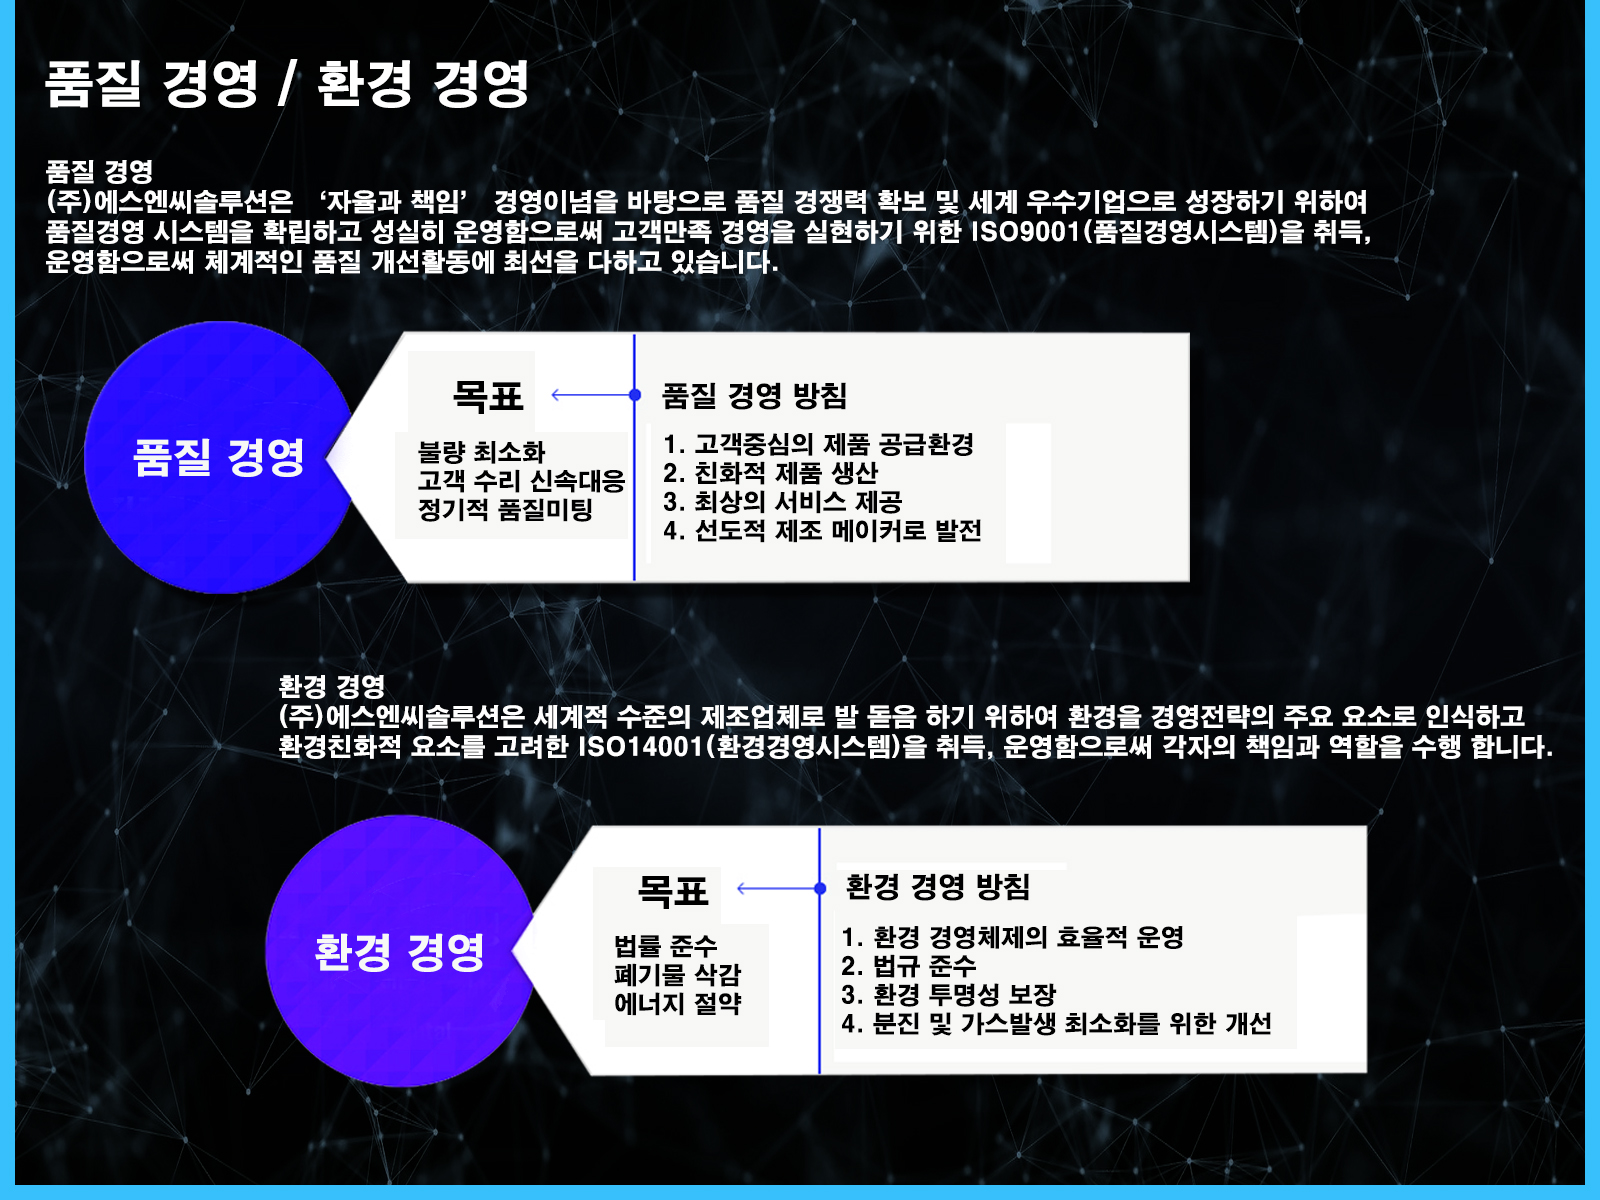 품질 경영 / 환경 경영
품질 경영
(주)에스엔씨솔루션은 ‘자율과 책임’ 경영이념을 바탕으로 품질 경쟁력 확보 및 세계 우수기업으로 성장하기 위하여
품질경영 시스템을 확립하고 성실히 운영함으로써 고객만족 경영을 실현하기 위한 ISO9001(품질경영시스템)을 취득,
운영함으로써 체계적인 품질 개선활동에 최선을 다하고 있습니다.
품질 경영
목표
불량 최소화
고객 수리 신속대응
정기적 품질미팅
품질 경영 방침
1. 고객중심의 제품 공급환경
2. 친화적 제품 생산
3. 최상의 서비스 제공
4. 선도적 제조 메이커로 발전
환경 경영
(주)에스엔씨솔루션은 세계적 수준의 제조업체로 발 돋음 하기 위하여 환경을 경영전략의 주요 요소로 인식하고
환경친화적 요소를 고려한 ISO14001(환경경영시스템)을 취득, 운영함으로써 각자의 책임과 역할을 수행 합니다.
환경 경영
목표
법률 준수
폐기물 삭감
에너지 절약
환경 경영 방침
1. 환경 경영체제의 효율적 운영
2. 법규 준수
3. 환경 투명성 보장
4. 분진 및 가스발생 최소화를 위한 개선